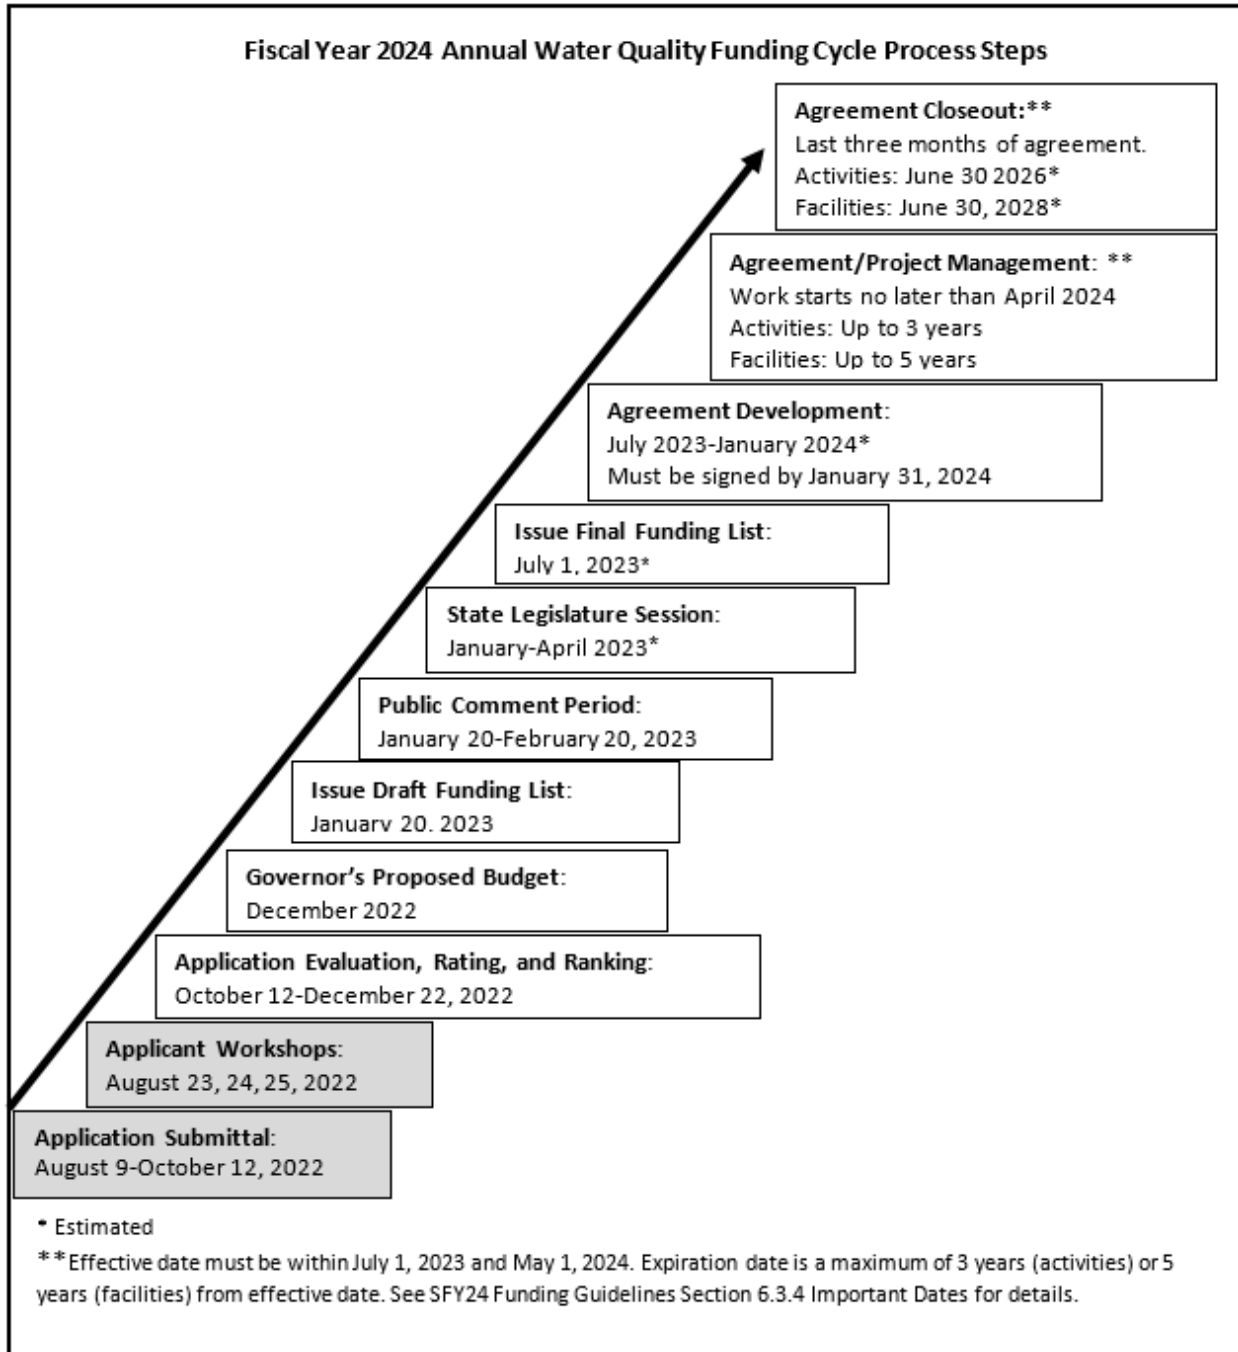 Fiscal Year 2024 Annual Water Quality Funding Cycle Process Steps
Agreement Closeout:**
Last three months of agreement.
Activities: June 30 2026*
Facilities: June 30, 2028*
Agreement/Project Management: **
Work starts no later than April 2024
Activities: Up to 3 years
Facilities: Up to 5 years
Agreement Development:
July 2023-January 2024*
Must be signed by January 31, 2024
Issue Final Funding List:
July 1, 2023*
State Legislature Session:
January-April 2023*
Public Comment Period:
January 20-February 20, 2023
Issue Draft Funding List:
January 20, 2023
Governor's Proposed Budget:
December 2022
Application Evaluation, Rating, and Ranking:
October 12-December 22, 2022
Applicant Workshops:
August 23, 24, 25, 2022
Application Submittal:
August 9-October 12, 2022
* Estimated
**Effective date must be within July 1, 2023 and May 1, 2024. Expiration date is a maximum of 3 years (activities) or 5
years (facilities) from effective date. See SFY24 Funding Guidelines Section 6.3.4 Important Dates for details.